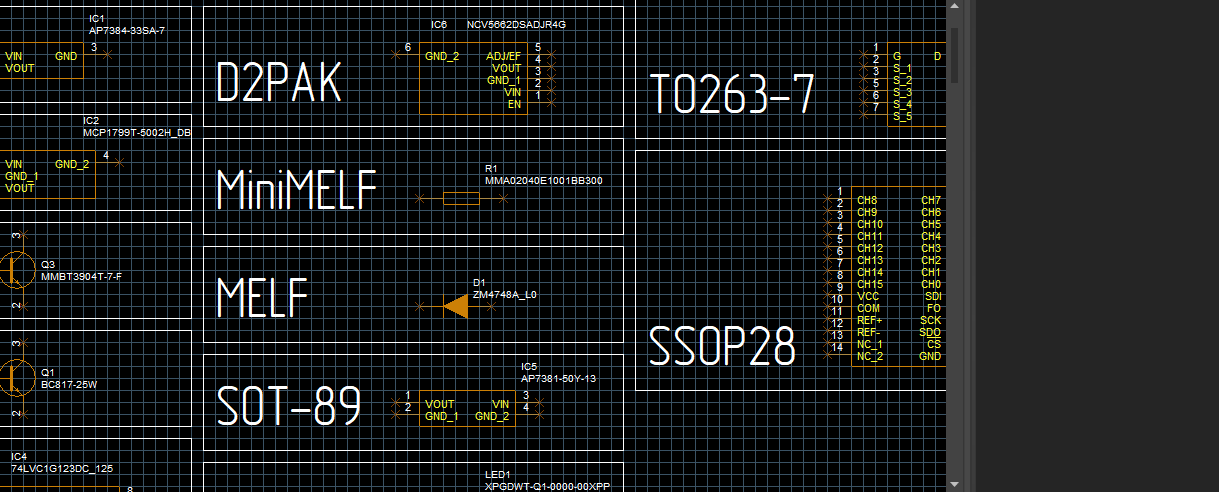 IC1
AP7384-33SA-7
VIN GND 3
VOUT
IC2
MCP1799T-5002H_DB
VIN GND_2 4
GND_1
VOUT
3
Q3
MMBT3904T-7-F
2
3
Q1
BC817-25W
2
IC4
74LVC1G123DC_125
8
D2PAK
IC6 NCV5662DSADJR4G
6 GND_2 ADJ/EF 5
VOUT 4
GND_1 3
VIN 2
EN 1
MiniMELF
R1
MMA02040E1001BB300
MELF
D1
ZM4748A_L0
SOT-89
IC5
AP7381-50Y-13
1 VOUT VIN 3
2 GND_1 GND_2 4
LED1
XPGDWT-Q1-0000-00XPP
TO263-7
1 G D
2 S_1
3 S_2
5 S_3
6 S_4
7 S_5
SSOP28
1 CH8 CH7
2 CH9 CH6
3 CH10 CH5
4 CH11 CH4
5 CH12 CH3
6 CH13 CH2
7 CH14 CH1
8 CH15 CH0
9 VCC SDI
10 COM FO
11 REF+ SCK
12 REF- SDO
13 NC_1 CS
14 NC_2 GND